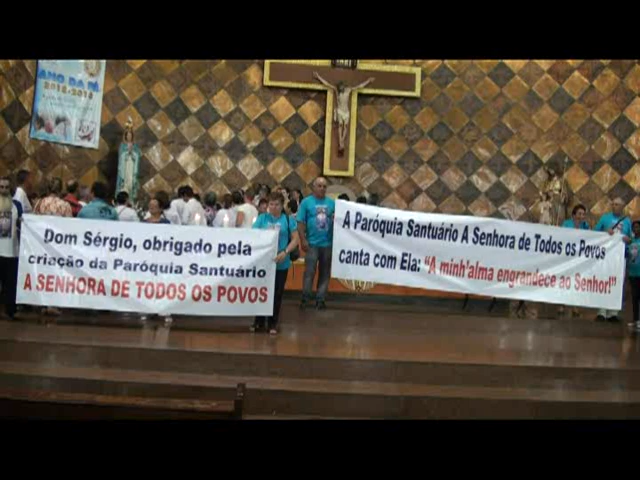 ANO DA FÉ
2012-2013
Dom Sérgio, obrigado pela
criação da Paróquia Santuário
A SENHORA DE TODOS OS POVOS
A Paróquia Santuário A Senhora de Todos os Povos
canta com Ela: "A minh'alma engrandece ao Senhor!"